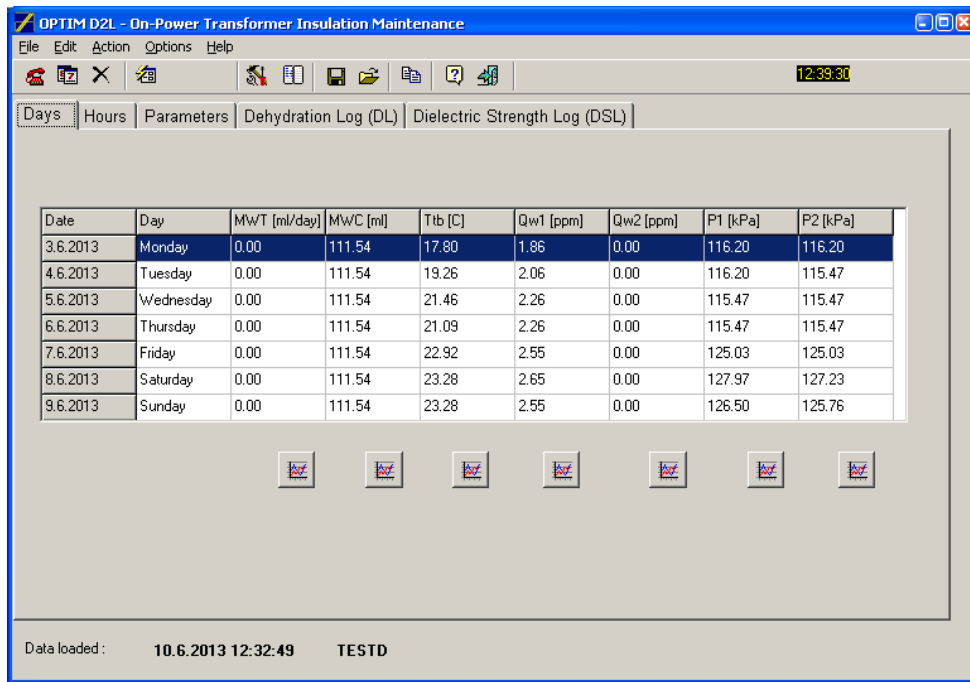 OPTIM D2L - On-Power Transformer Insulation Maintenance
File Edit Action Options Help
12:39:30
Days Hours Parameters Dehydration Log (DL) Dielectric Strength Log (DSL)
Date Day MWT [ml/day] MWC [ml] Ttb [C] Qw1 [ppm] Qw2 [ppm] P1 [kPa] P2 [kPa]
3.6.2013 Monday 0.00 111.54 17.80 1.86 0.00 116.20 116.20
4.6.2013 Tuesday 0.00 111.54 19.26 2.06 0.00 116.20 115.47
5.6.2013 Wednesday 0.00 111.54 21.46 2.26 0.00 115.47 115.47
6.6.2013 Thursday 0.00 111.54 21.09 2.26 0.00 115.47 115.47
7.6.2013 Friday 0.00 111.54 22.92 2.55 0.00 125.03 125.03
8.6.2013 Saturday 0.00 111.54 23.28 2.65 0.00 127.97 127.23
9.6.2013 Sunday 0.00 111.54 23.28 2.55 0.00 126.50 125.76
Data loaded : 10.6.2013 12:32:49 TESTD